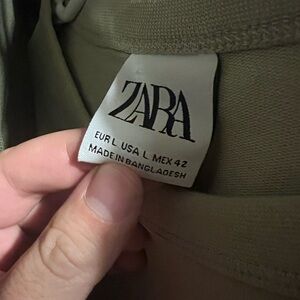 ZARA
EUR L USA L MEX 42
MADE IN BANGLADESH